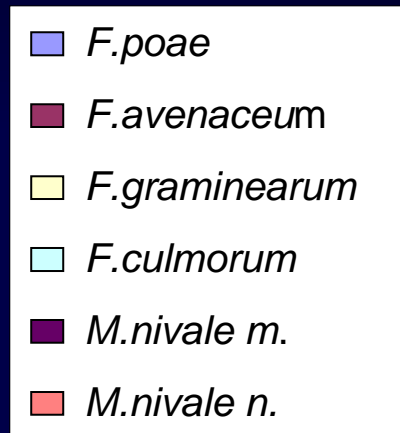 F.poae
F.avenaceum
F.graminearum
F.culmorum
M.nivale m.
M.nivale n.